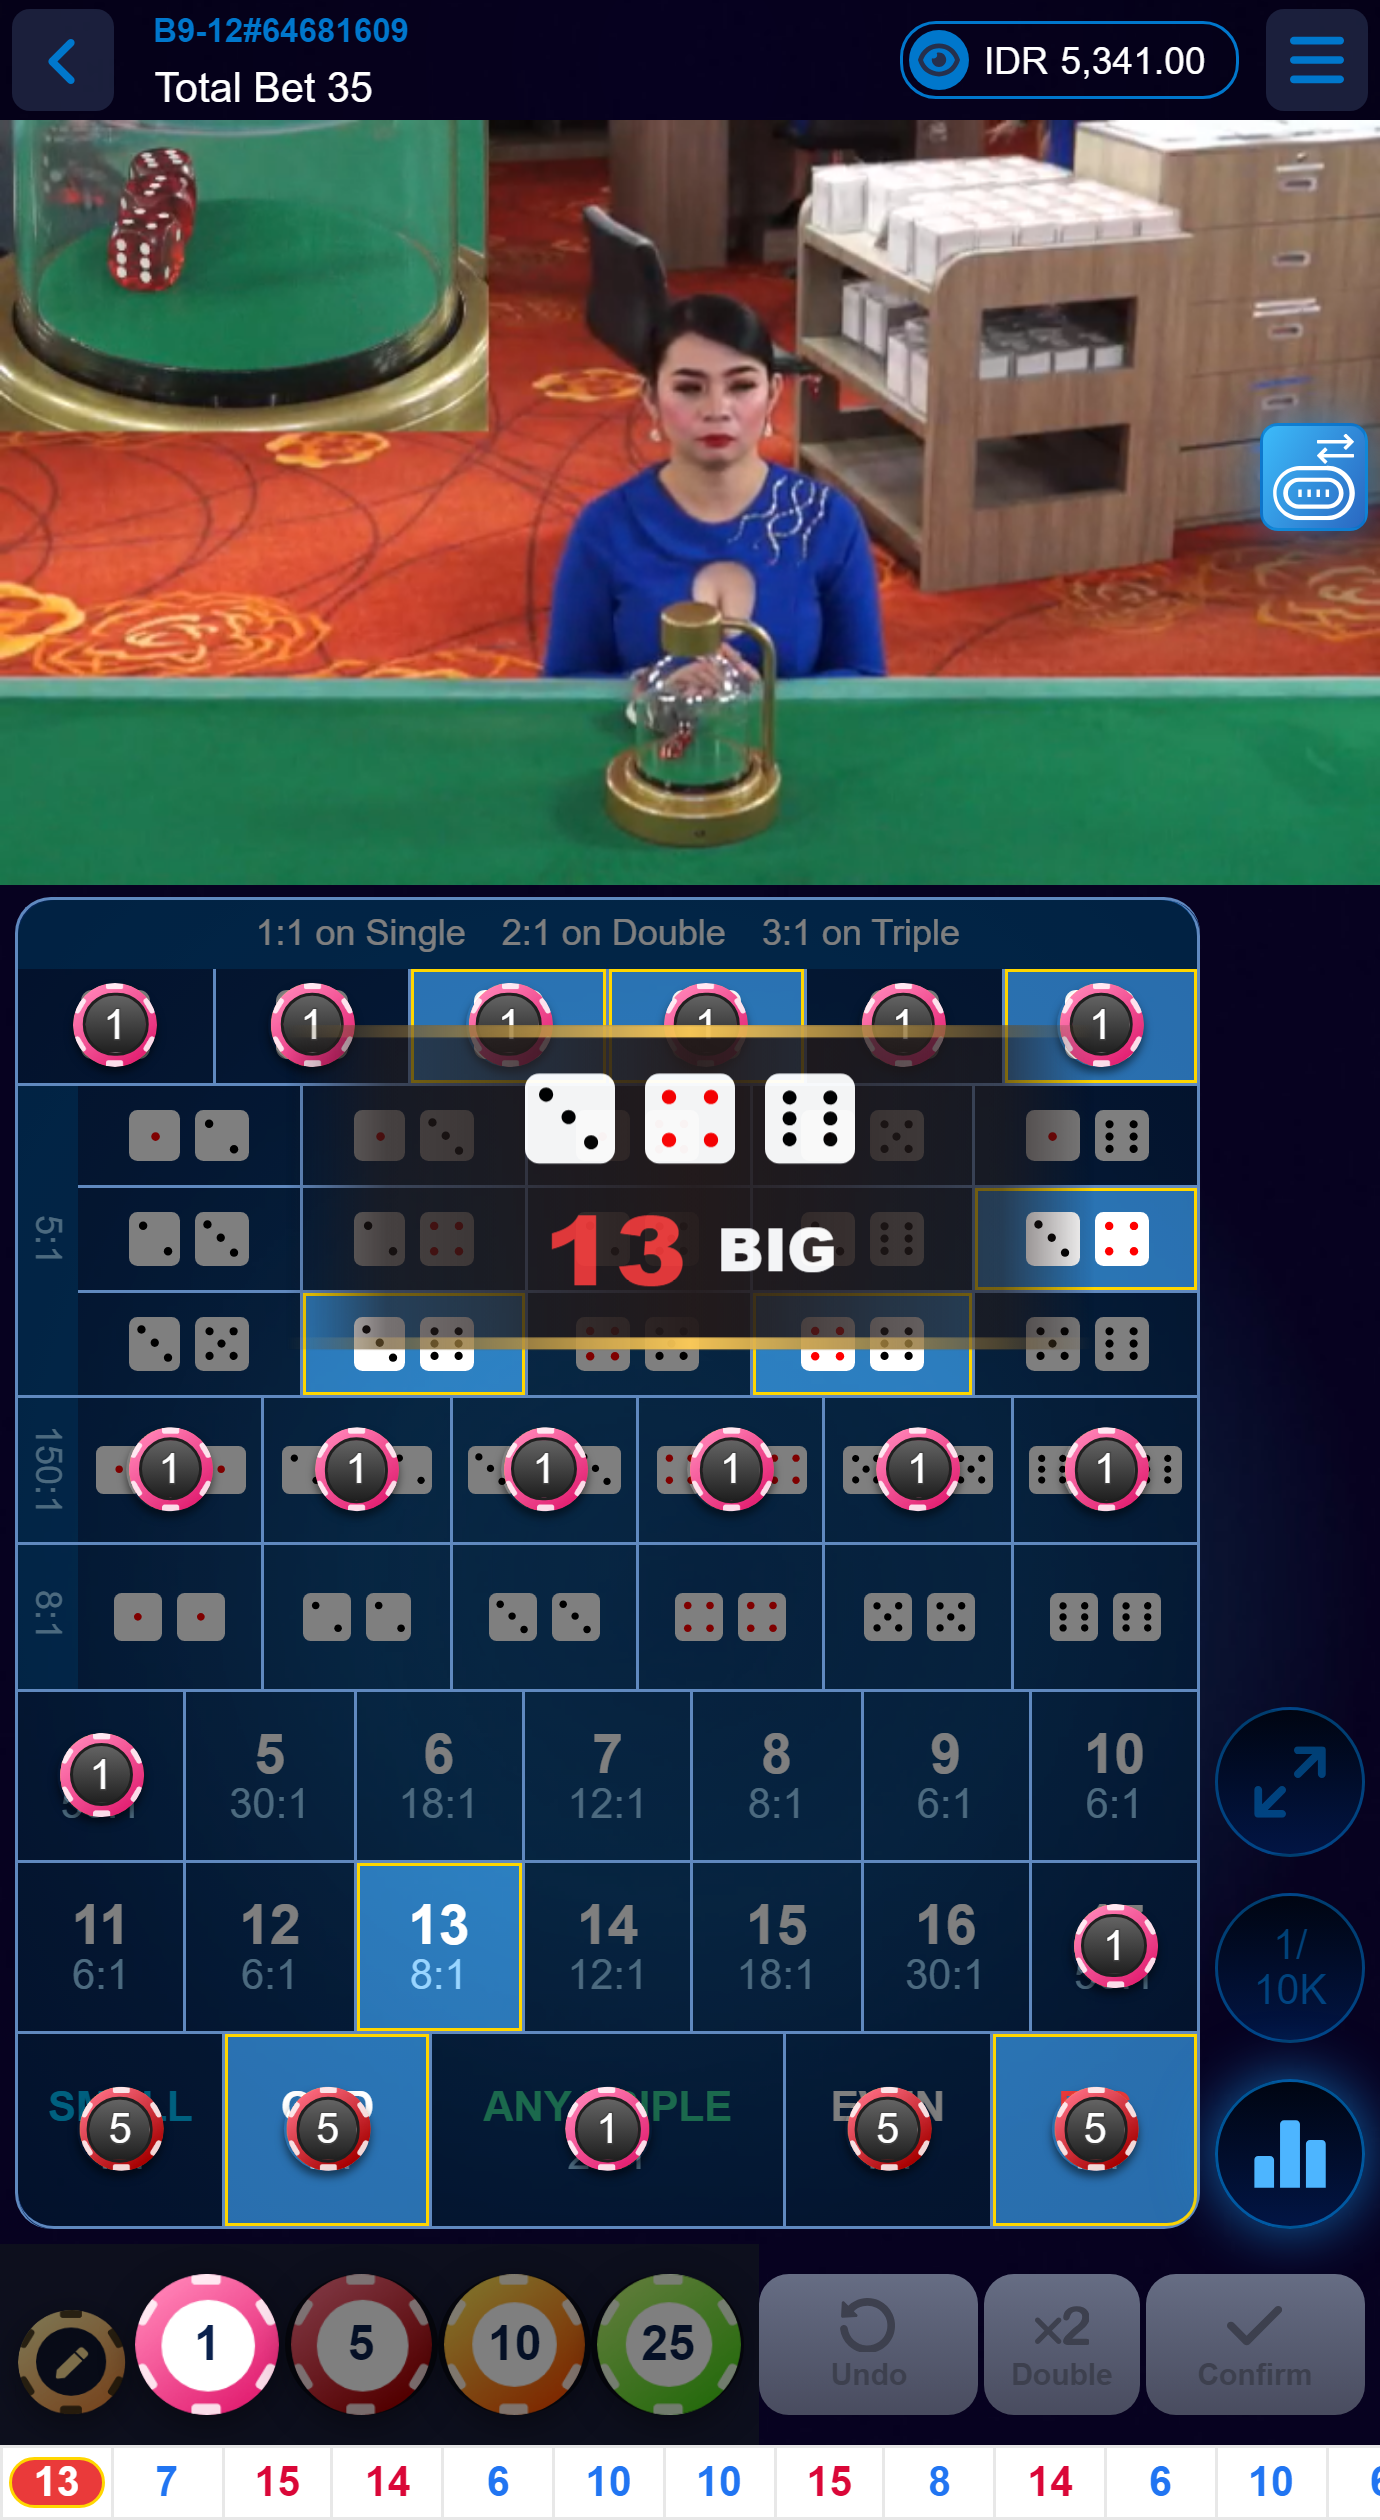 B9-12#64681609
Total Bet 35
IDR 5,341.00
1:1 on Single 2:1 on Double 3:1 on Triple
1 1 1 1 1 1
5:1
13 BIG
150:1
1 1 1 1 1 1
8:1
1 5 6 7 8 9 10
30:1 18:1 12:1 8:1 6:1 6:1
11 12 13 14 15 16 1
6:1 6:1 8:1 12:1 18:1 30:1
1/
10K
ANY
5 5 1 5 5
1 5 10 25
x2
Undo Double Confirm
13 7 15 14 6 10 10 15 8 14 6 10